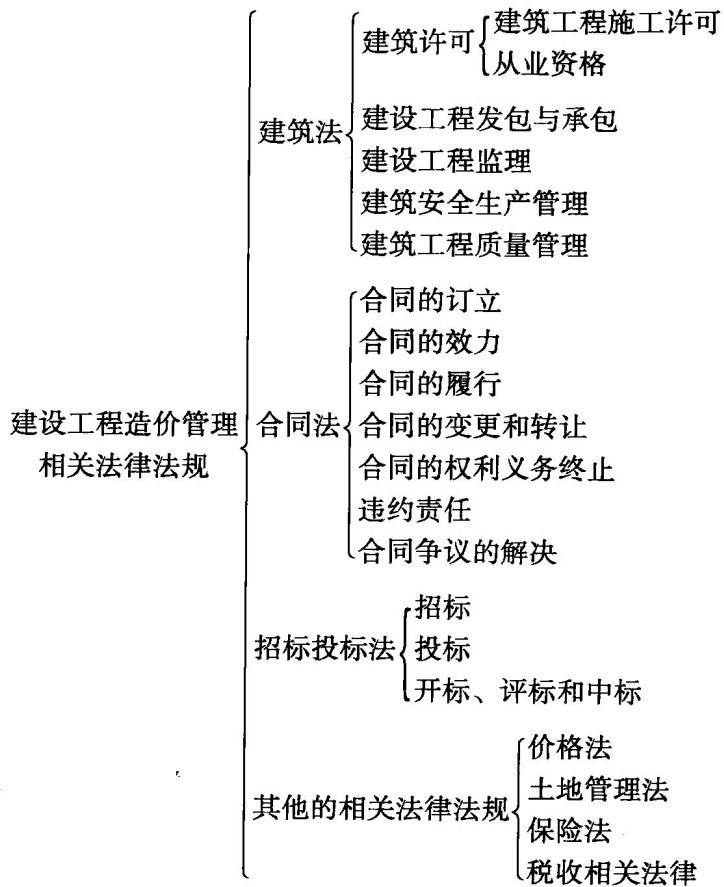 建设工程造价管理
相关法律法规
建筑法
建筑许可
建筑工程施工许可
从业资格
建设工程发包与承包
建设工程监理
建筑安全生产管理
建筑工程质量管理
合同法
合同的订立
合同的效力
合同的履行
合同的变更和转让
合同的权利义务终止
违约责任
合同争议的解决
招标投标法
招标
投标
开标、评标和中标
其他的相关法律法规
价格法
土地管理法
保险法
税收相关法律